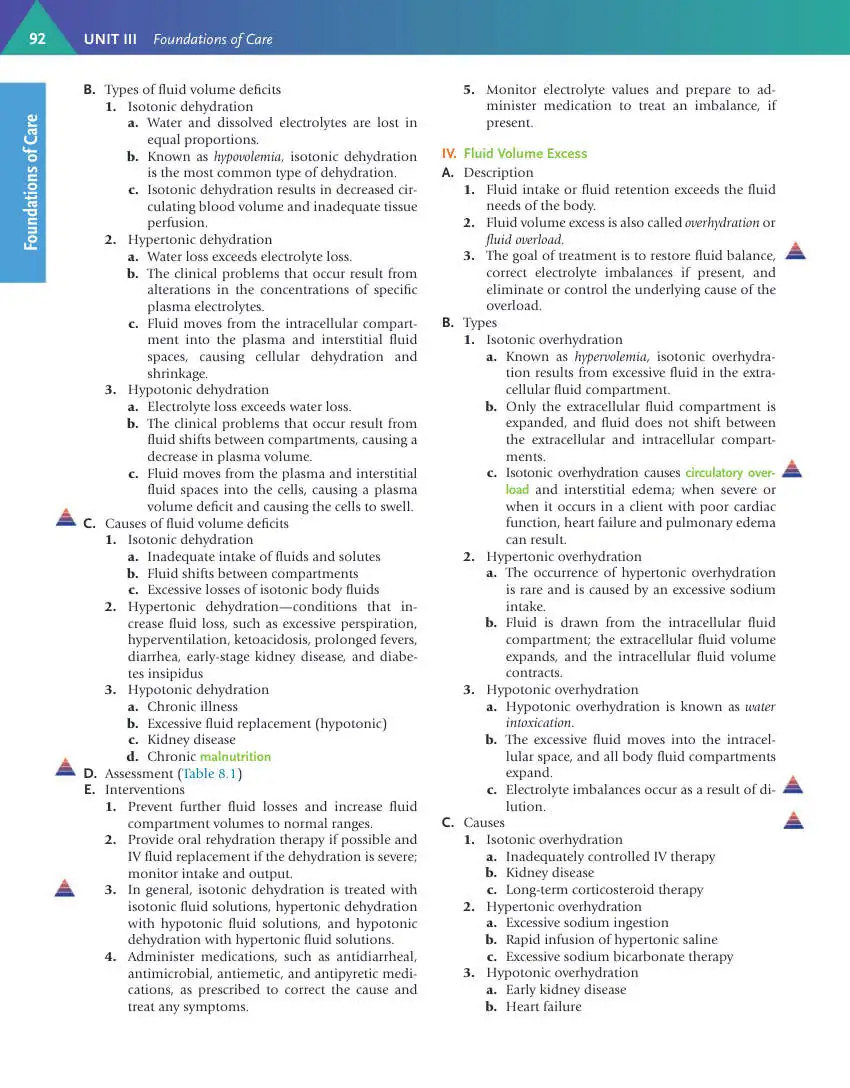 92 UNIT III Foundations of Care
Foundations of Care
B. Types of fluid volume deficits
1. Isotonic dehydration
a. Water and dissolved electrolytes are lost in
equal proportions.
b. Known as hypovolemia, isotonic dehydration
is the most common type of dehydration.
c. Isotonic dehydration results in decreased cir-
culating blood volume and inadequate tissue
perfusion.
2. Hypertonic dehydration
a. Water loss exceeds electrolyte loss.
b. The clinical problems that occur result from
alterations in the concentrations of specific
plasma electrolytes.
c. Fluid moves from the intracellular compart-
ment into the plasma and interstitial fluid
spaces, causing cellular dehydration and
shrinkage.
3. Hypotonic dehydration
a. Electrolyte loss exceeds water loss.
b. The clinical problems that occur result from
fluid shifts between compartments, causing a
decrease in plasma volume.
c. Fluid moves from the plasma and interstitial
fluid spaces into the cells, causing a plasma
volume deficit and causing the cells to swell.
C. Causes of fluid volume deficits
1. Isotonic dehydration
a. Inadequate intake of fluids and solutes
b. Fluid shifts between compartments
c. Excessive losses of isotonic body fluids
2. Hypertonic dehydration—conditions that in-
crease fluid loss, such as excessive perspiration,
hyperventilation, ketoacidosis, prolonged fevers,
diarrhea, early-stage kidney disease, and diabe-
tes insipidus
3. Hypotonic dehydration
a. Chronic illness
b. Excessive fluid replacement (hypotonic)
c. Kidney disease
d. Chronic malnutrition
D. Assessment (Table 8.1)
E. Interventions
1. Prevent further fluid losses and increase fluid
compartment volumes to normal ranges.
2. Provide oral rehydration therapy if possible and
IV fluid replacement if the dehydration is severe;
monitor intake and output.
3. In general, isotonic dehydration is treated with
isotonic fluid solutions, hypertonic dehydration
with hypotonic fluid solutions, and hypotonic
dehydration with hypertonic fluid solutions.
4. Administer medications, such as antidiarrheal,
antimicrobial, antiemetic, and antipyretic medi-
cations, as prescribed to correct the cause and
treat any symptoms.
5. Monitor electrolyte values and prepare to ad-
minister medication to treat an imbalance, if
present.
IV. Fluid Volume Excess
A. Description
1. Fluid intake or fluid retention exceeds the fluid
needs of the body.
2. Fluid volume excess is also called overhydration or
fluid overload.
3. The goal of treatment is to restore fluid balance,
correct electrolyte imbalances if present, and
eliminate or control the underlying cause of the
overload.
B. Types
1. Isotonic overhydration
a. Known as hypervolemia, isotonic overhydra-
tion results from excessive fluid in the extra-
cellular fluid compartment.
b. Only the extracellular fluid compartment is
expanded, and fluid does not shift between
the extracellular and intracellular compart-
ments.
c. Isotonic overhydration causes circulatory over-
load and interstitial edema; when severe or
when it occurs in a client with poor cardiac
function, heart failure and pulmonary edema
can result.
2. Hypertonic overhydration
a. The occurrence of hypertonic overhydration
is rare and is caused by an excessive sodium
intake.
b. Fluid is drawn from the intracellular fluid
compartment; the extracellular fluid volume
expands, and the intracellular fluid volume
contracts.
3. Hypotonic overhydration
a. Hypotonic overhydration is known as water
intoxication.
b. The excessive fluid moves into the intracel-
lular space, and all body fluid compartments
expand.
c. Electrolyte imbalances occur as a result of di-
lution.
C. Causes
1. Isotonic overhydration
a. Inadequately controlled IV therapy
b. Kidney disease
c. Long-term corticosteroid therapy
2. Hypertonic overhydration
a. Excessive sodium ingestion
b. Rapid infusion of hypertonic saline
c. Excessive sodium bicarbonate therapy
3. Hypotonic overhydration
a. Early kidney disease
b. Heart failure